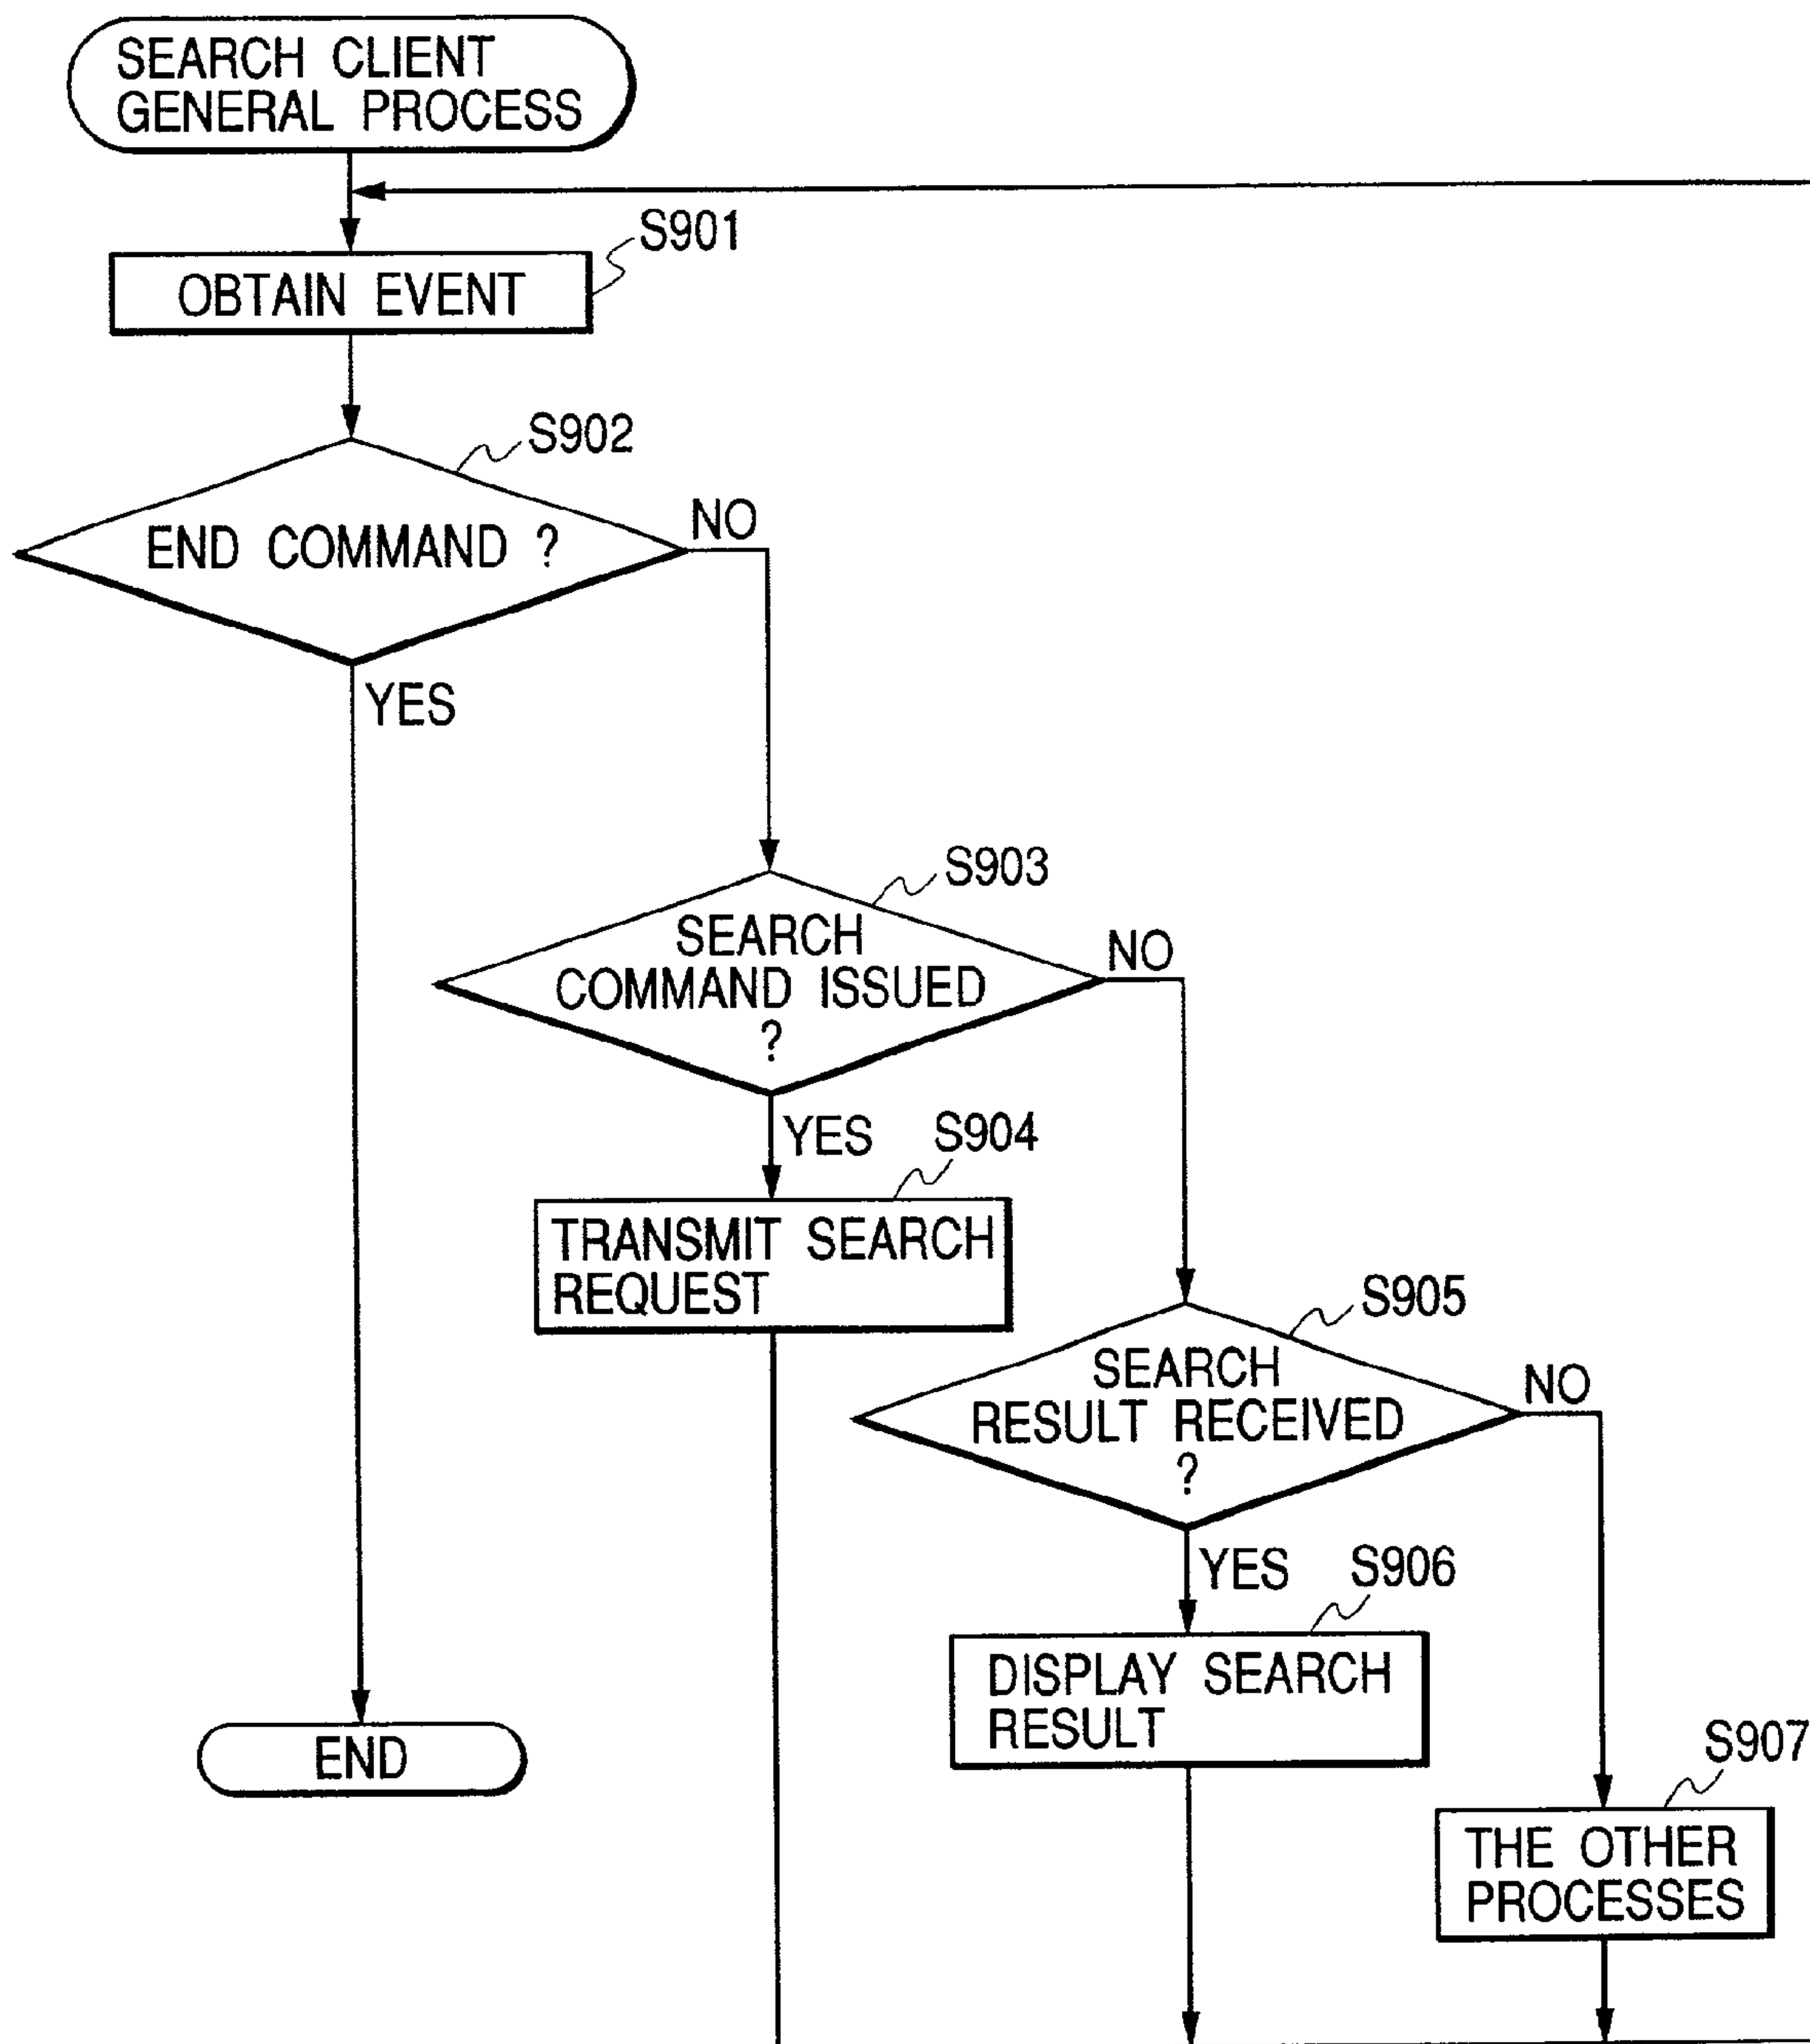 SEARCH CLIENT
GENERAL PROCESS
S901
OBTAIN EVENT
S902
END COMMAND ?
NO
YES
S903
SEARCH
COMMAND ISSUED
?
NO
YES
S904
TRANSMIT SEARCH
REQUEST
S905
SEARCH
RESULT RECEIVED
?
NO
YES
S906
DISPLAY SEARCH
RESULT
END
S907
THE OTHER
PROCESSES